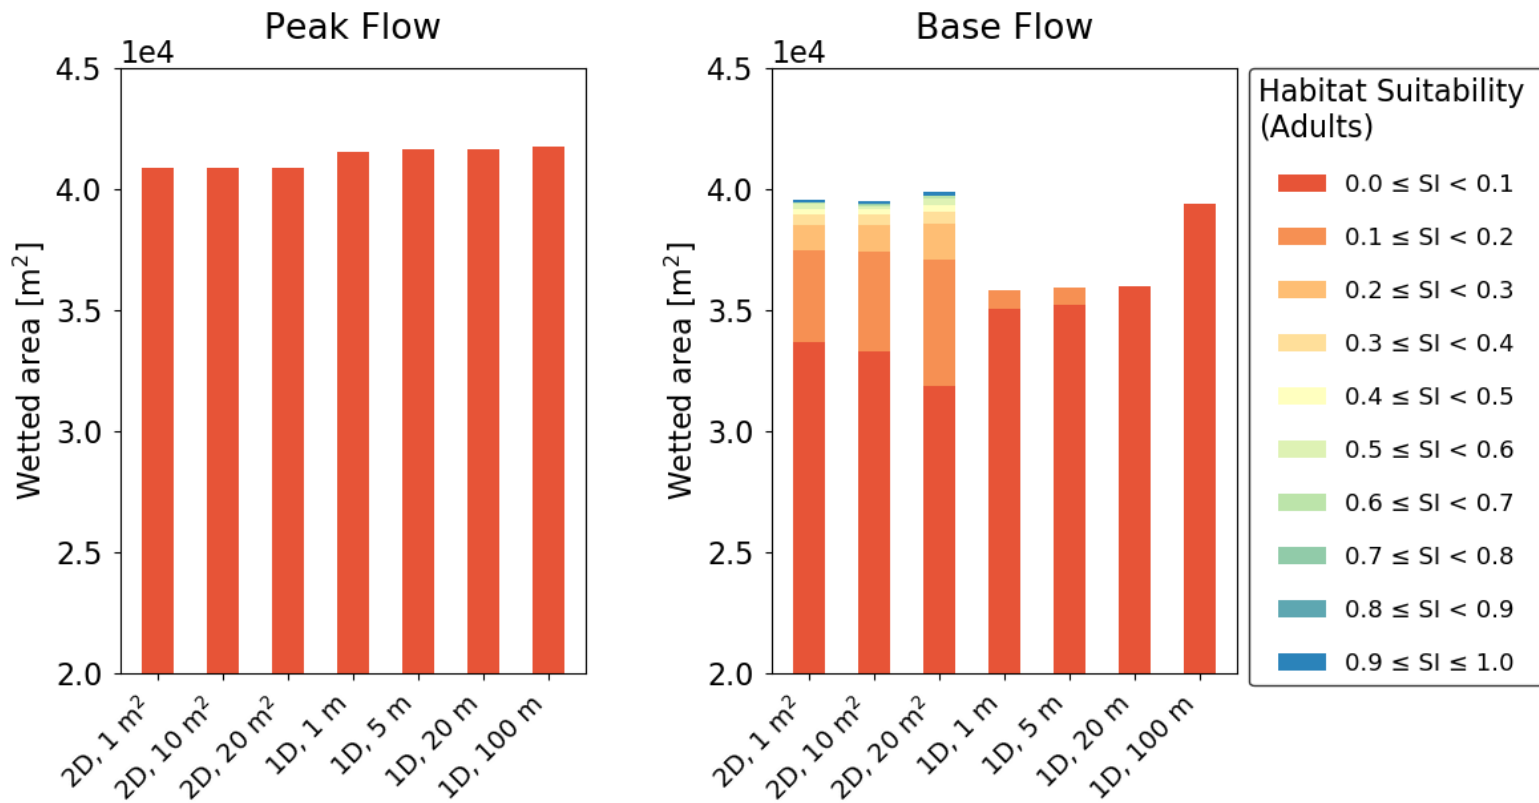 Peak Flow
1e4
4.5
4.0
3.5
3.0
2.5
2.0
Wetted area [m²]
2D, 1 m²
2D, 10 m²
2D, 20 m²
1D, 1 m
1D, 5 m
1D, 20 m
1D, 100 m
Base Flow
1e4
4.5
4.0
3.5
3.0
2.5
2.0
Wetted area [m²]
2D, 1 m²
2D, 10 m²
2D, 20 m²
1D, 1 m
1D, 5 m
1D, 20 m
1D, 100 m
Habitat Suitability
(Adults)
0.0 ≤ SI < 0.1
0.1 ≤ SI < 0.2
0.2 ≤ SI < 0.3
0.3 ≤ SI < 0.4
0.4 ≤ SI < 0.5
0.5 ≤ SI < 0.6
0.6 ≤ SI < 0.7
0.7 ≤ SI < 0.8
0.8 ≤ SI < 0.9
0.9 ≤ SI ≤ 1.0